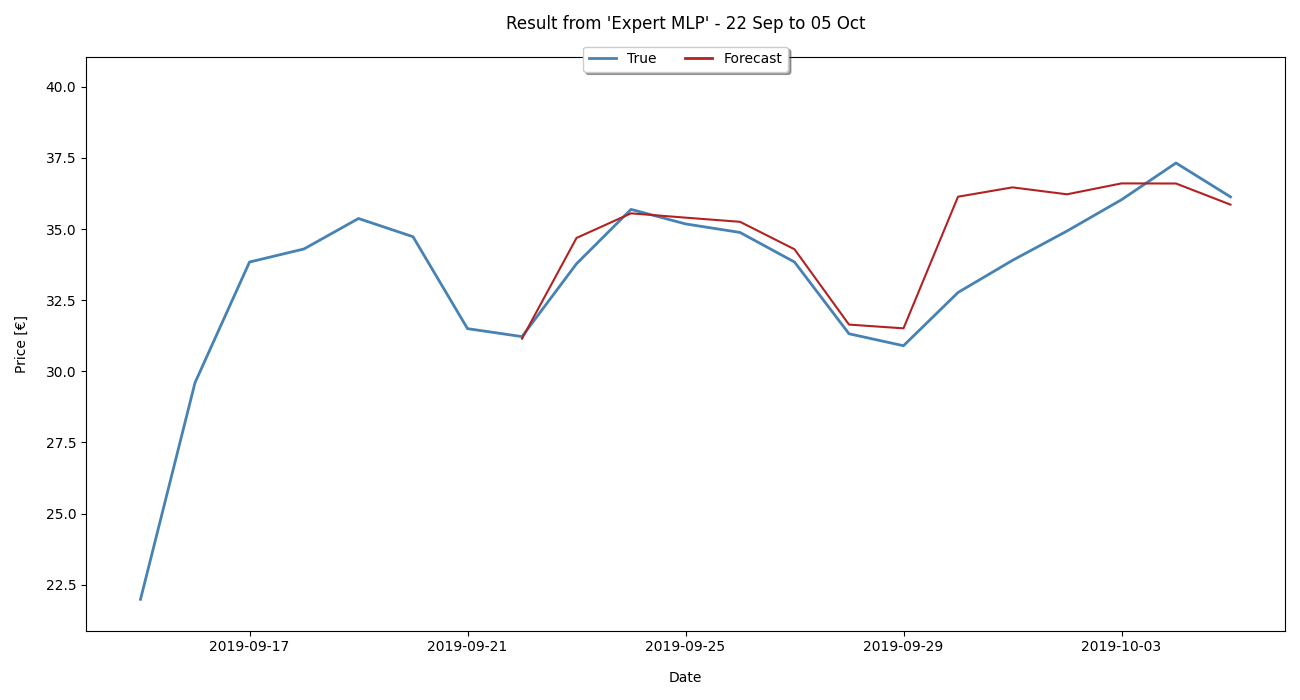 Result from 'Expert MLP' - 22 Sep to 05 Oct
True Forecast
40.0
37.5
35.0
32.5
30.0
27.5
25.0
22.5
Price [€]
2019-09-17 2019-09-21 2019-09-25 2019-09-29 2019-10-03
Date